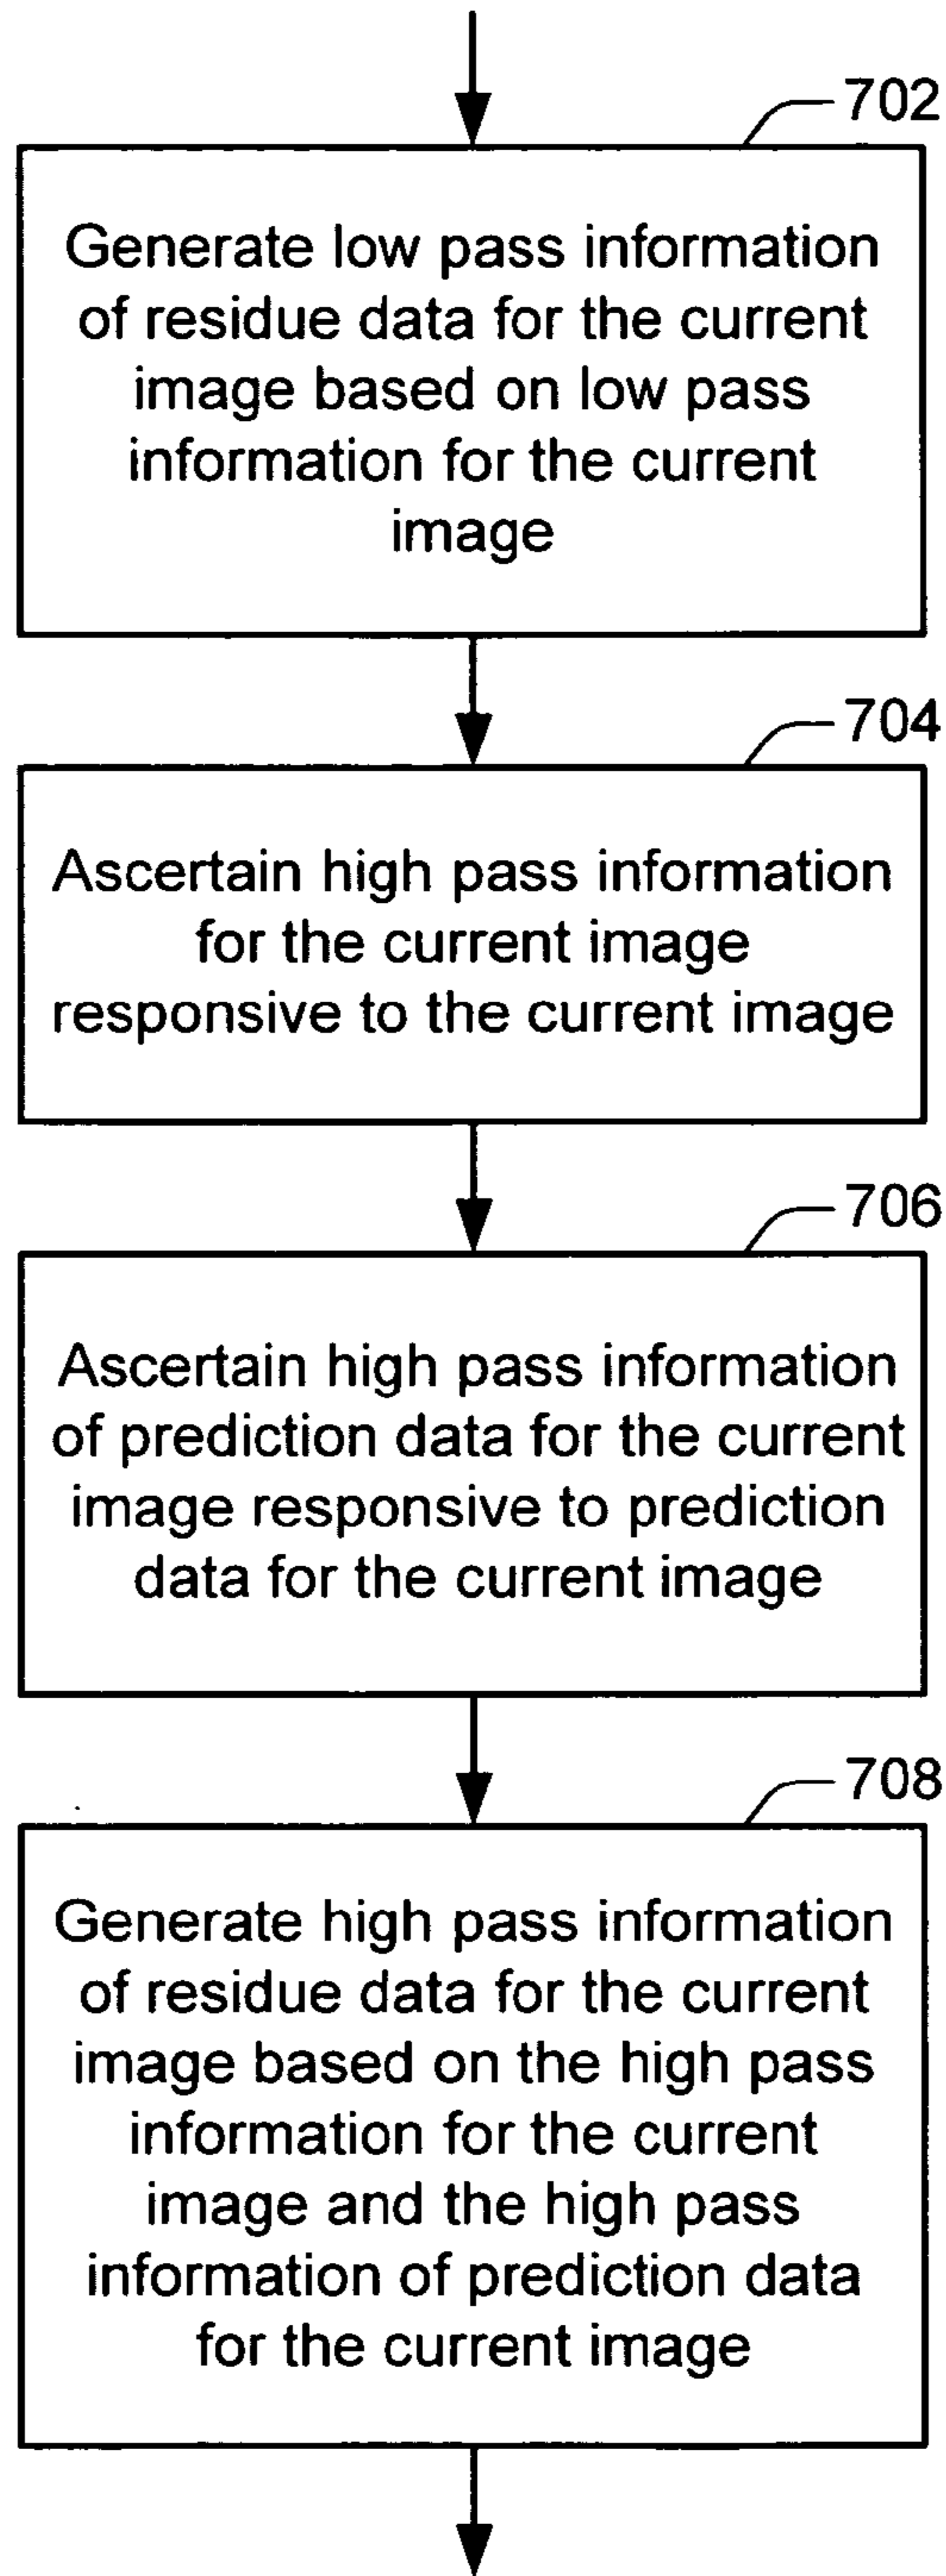 702
Generate low pass information
of residue data for the current
image based on low pass
information for the current
image
704
Ascertain high pass information
for the current image
responsive to the current image
706
Ascertain high pass information
of prediction data for the current
image responsive to prediction
data for the current image
708
Generate high pass information
of residue data for the current
image based on the high pass
information for the current
image and the high pass
information of prediction data
for the current image